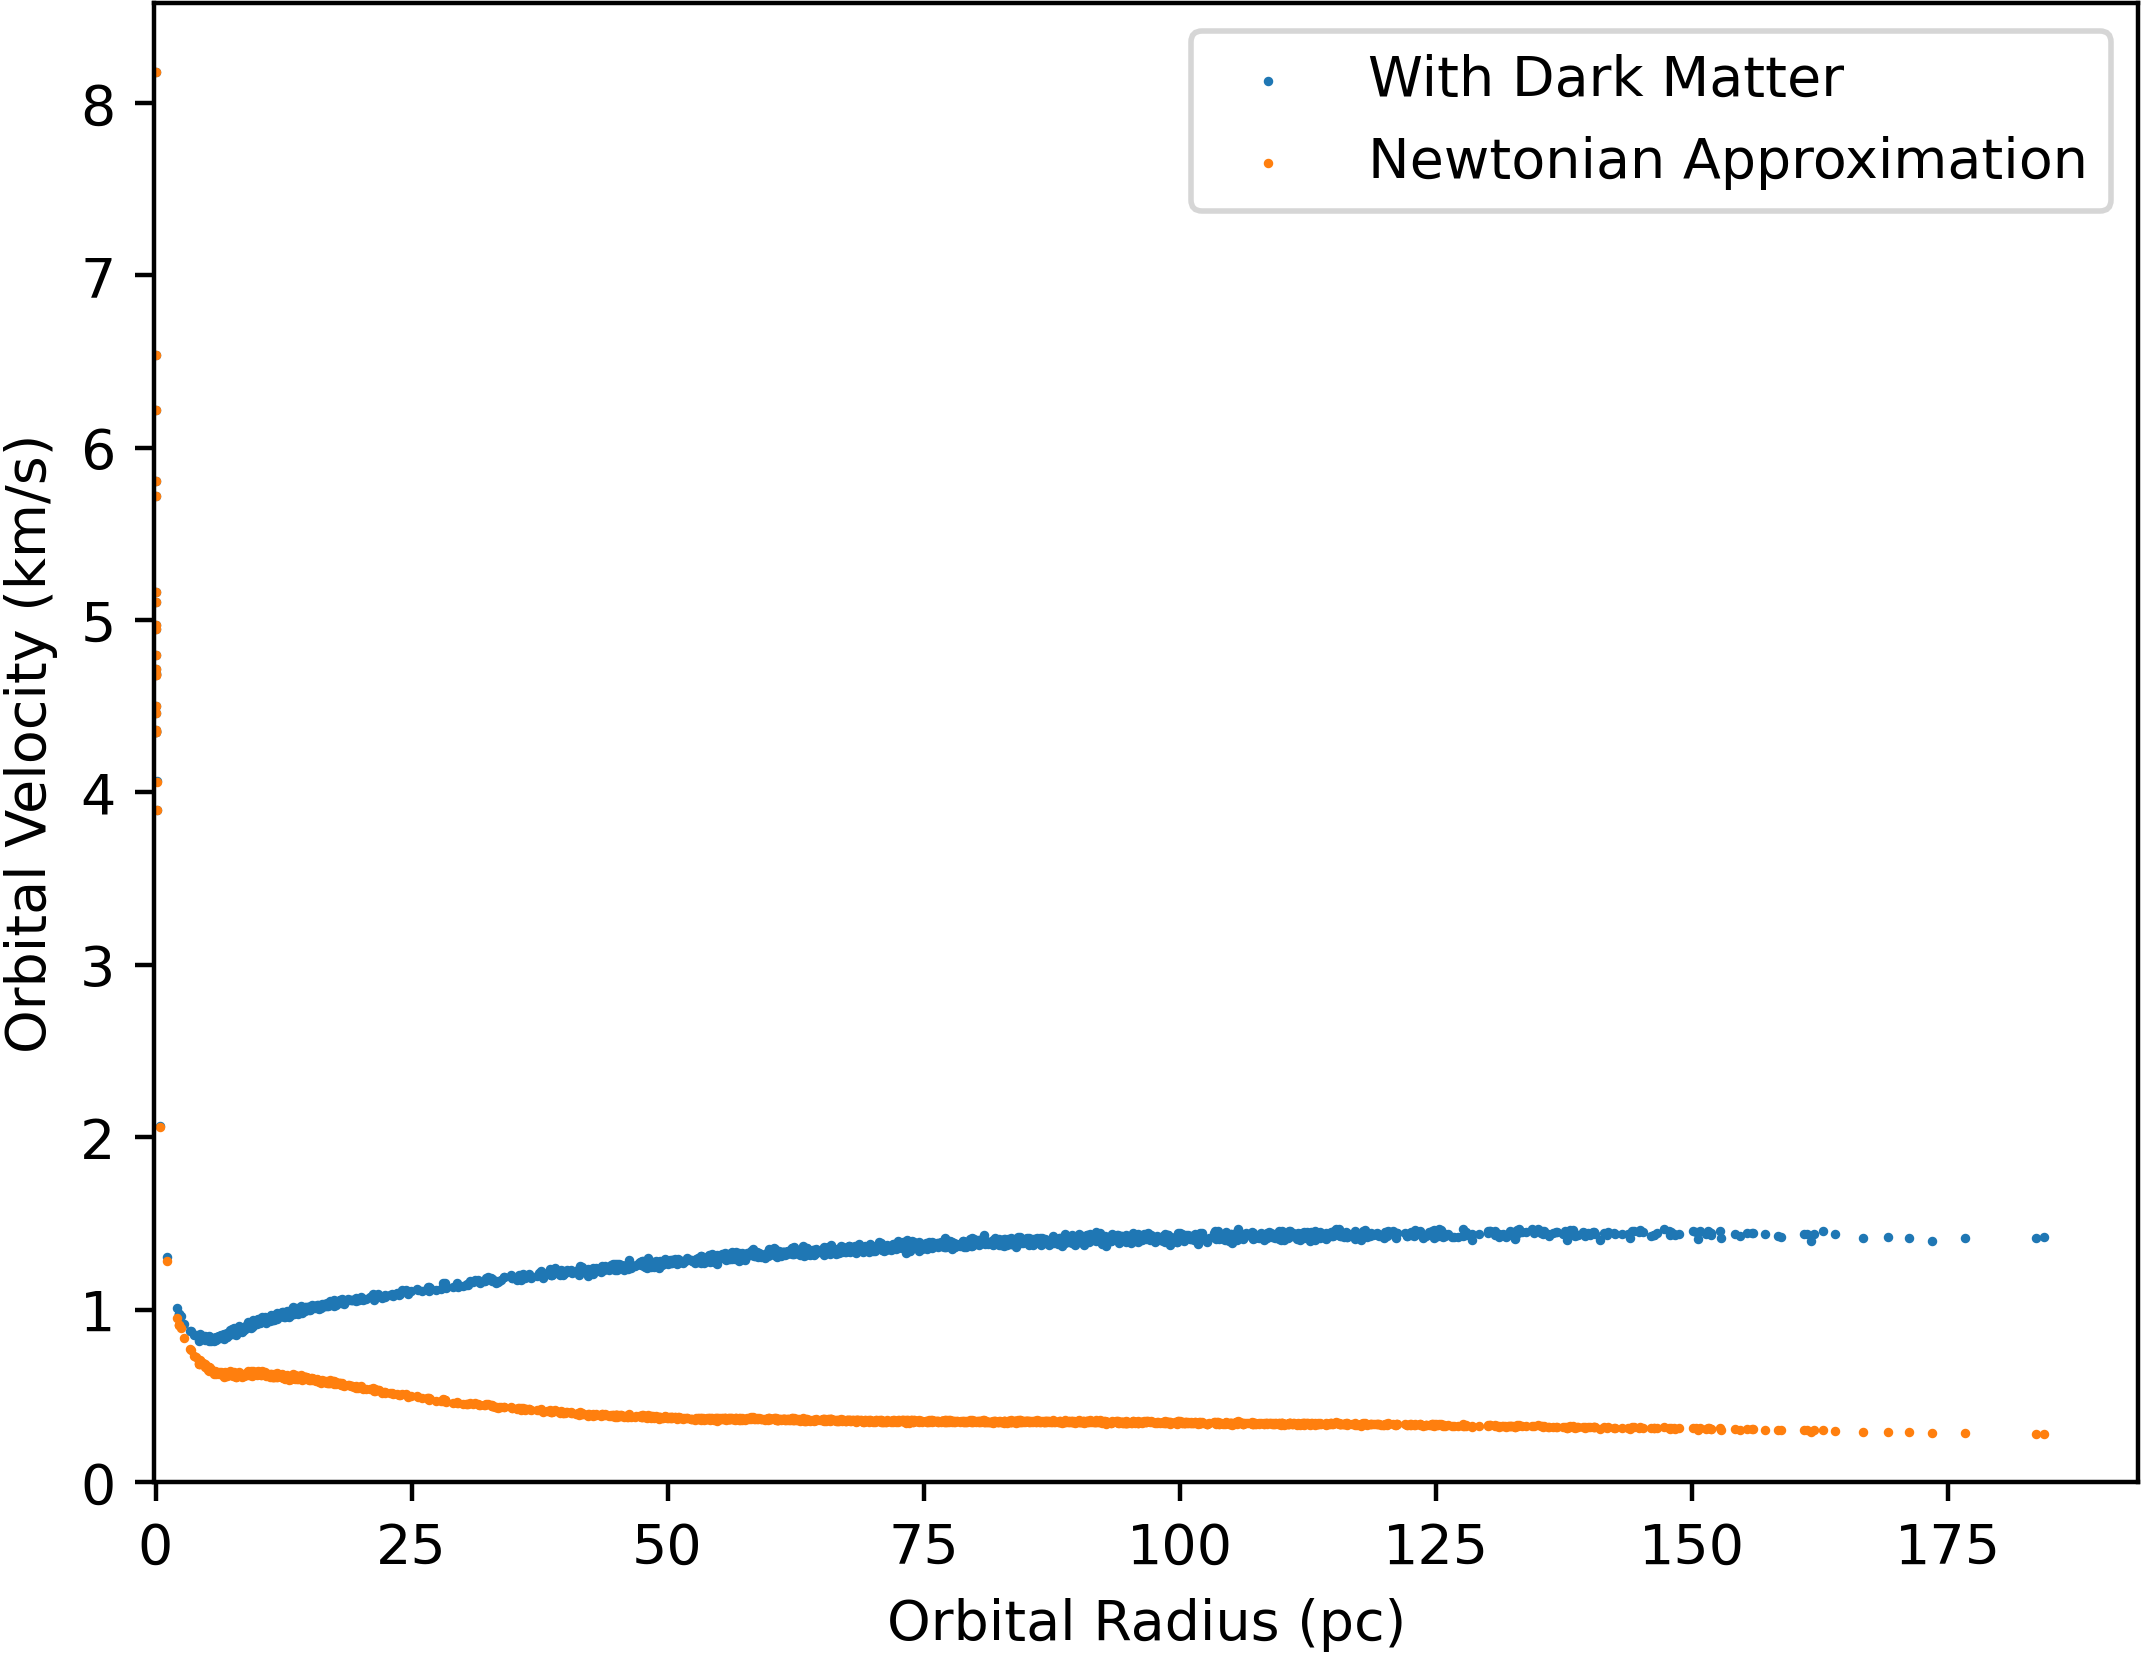 With Dark Matter
Newtonian Approximation
Orbital Velocity (km/s)
8
7
6
5
4
3
2
1
0
0 25 50 75 100 125 150 175
Orbital Radius (pc)